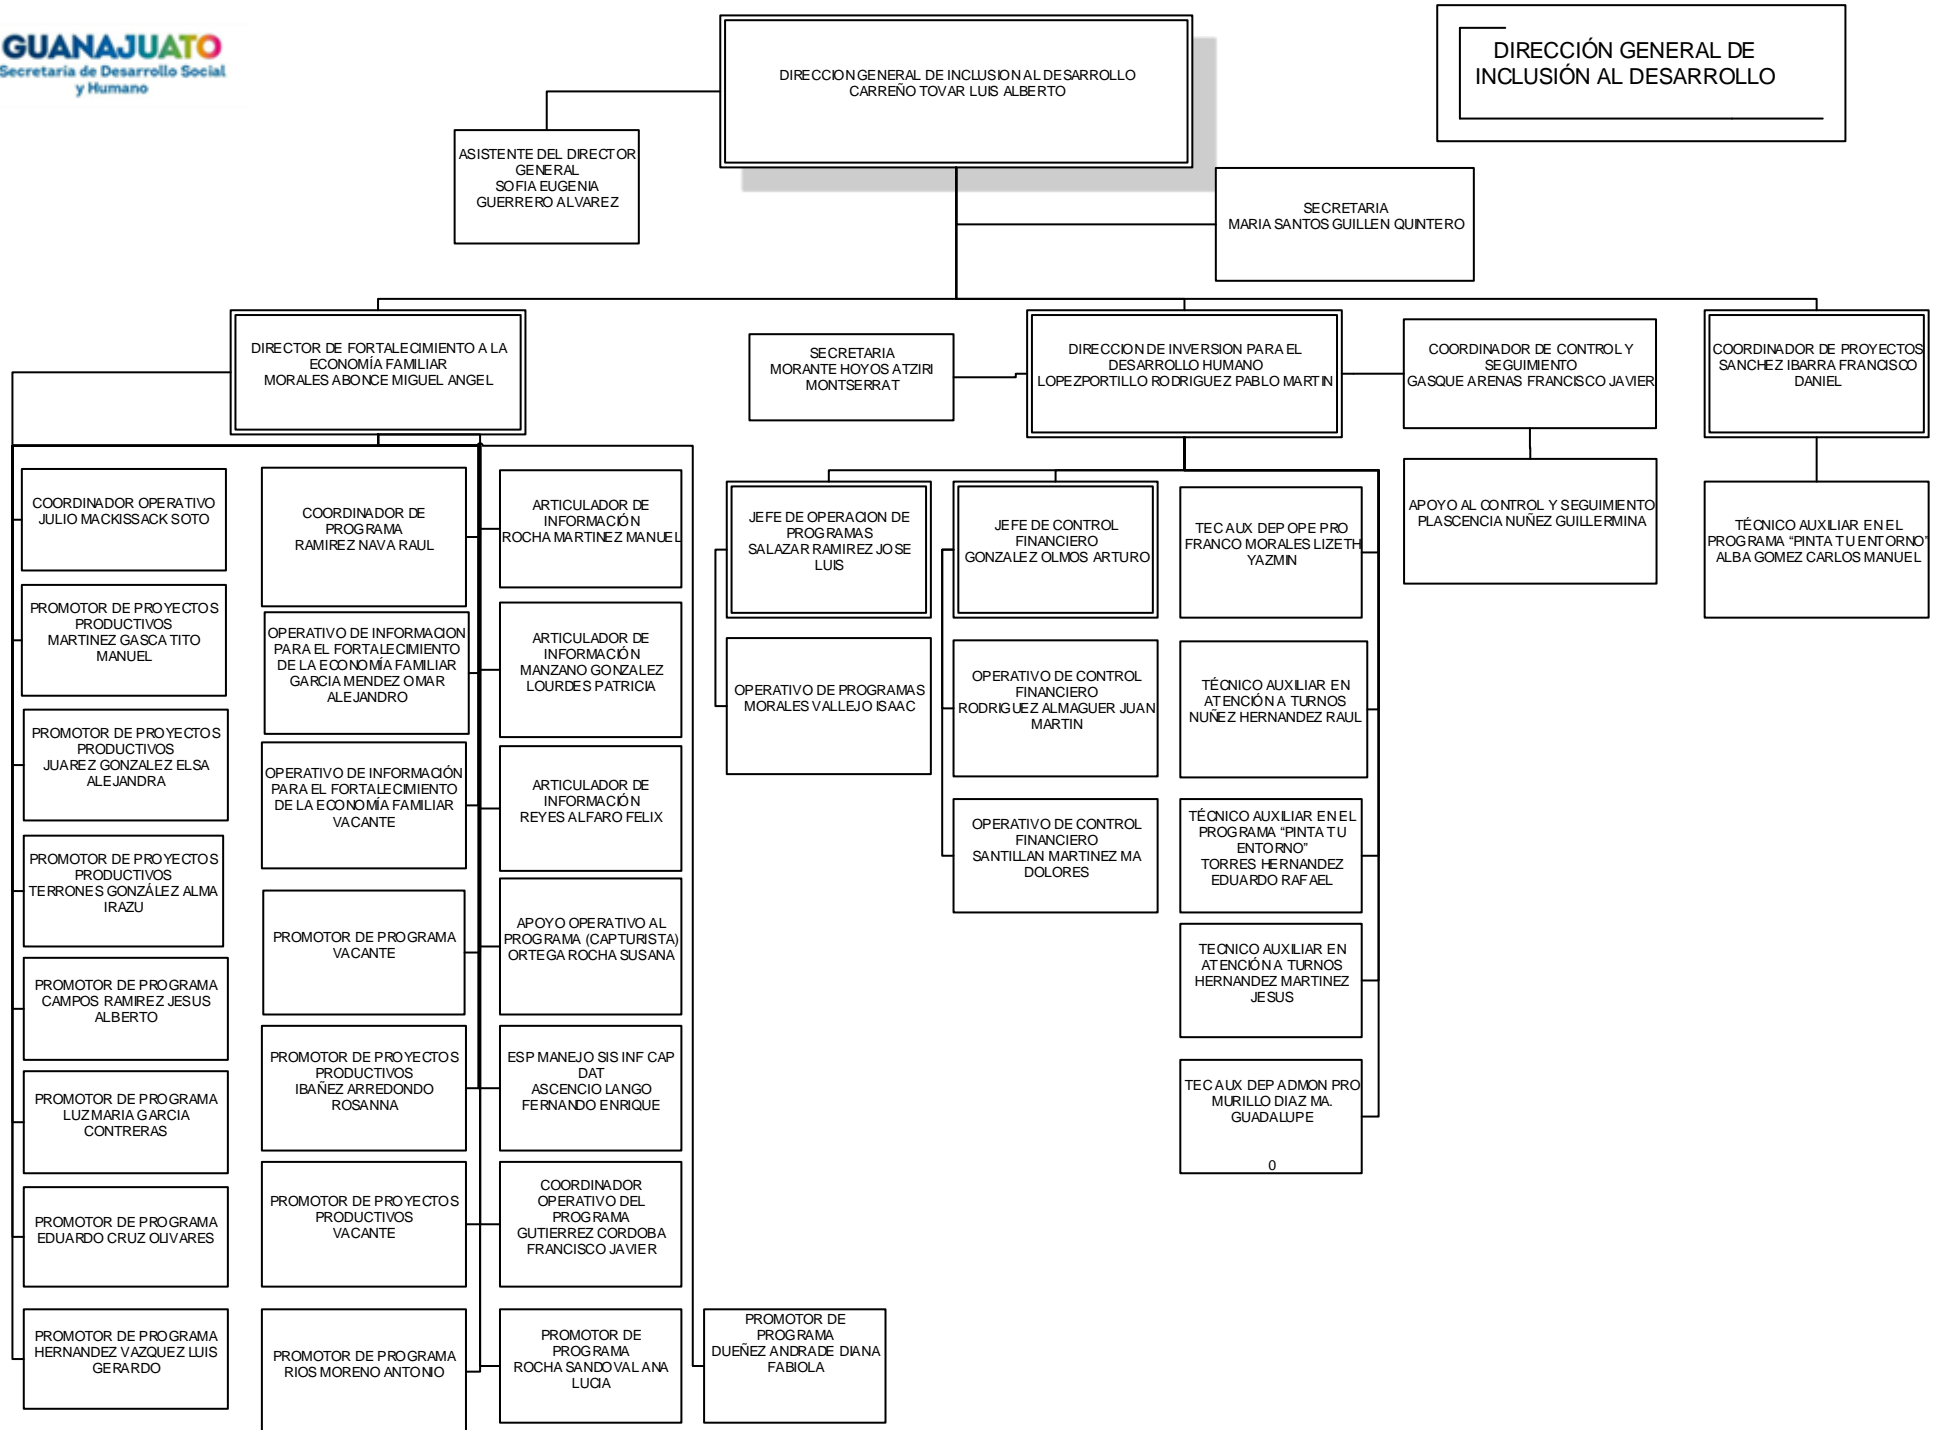 GUANAJUATO
Secretaría de Desarrollo Social
y Humano
DIRECCION GENERAL DE INCLUSION AL DESARROLLO
CARREÑO TOVAR LUIS ALBERTO
DIRECCIÓN GENERAL DE
INCLUSIÓN AL DESARROLLO
ASISTENTE DEL DIRECTOR
GENERAL
SOFIA EUGENIA
GUERRERO ALVAREZ
SECRETARIA
MARIA SANTOS GUILLEN QUINTERO
DIRECTOR DE FORTALECIMIENTO A LA
ECONOMÍA FAMILIAR
MORALES ABONCE MIGUEL ANGEL
SECRETARIA
MORANTE HOYOS ATZIRI
MONTSERRAT
DIRECCION DE INVERSION PARA EL
DESARROLLO HUMANO
LOPEZPORTILLO RODRIGUEZ PABLO MARTIN
COORDINADOR DE CONTROL Y
SEGUIMIENTO
GASQUE ARENAS FRANCISCO JAVIER
COORDINADOR DE PROYECTOS
SANCHEZ IBARRA FRANCISCO
DANIEL
COORDINADOR OPERATIVO
JULIO MACKISSACK SOTO
PROMOTOR DE PROYECTOS
PRODUCTIVOS
MARTINEZ GASCA TITO
MANUEL
PROMOTOR DE PROYECTOS
PRODUCTIVOS
JUAREZ GONZALEZ ELSA
ALEJANDRA
PROMOTOR DE PROYECTOS
PRODUCTIVOS
TERRONES GONZÁLEZ ALMA
IRAZU
PROMOTOR DE PROGRAMA
CAMPOS RAMIREZ JESUS
ALBERTO
PROMOTOR DE PROGRAMA
LUZ MARIA GARCIA
CONTRERAS
PROMOTOR DE PROGRAMA
EDUARDO CRUZ OLIVARES
PROMOTOR DE PROGRAMA
HERNANDEZ VAZQUEZ LUIS
GERARDO
COORDINADOR DE
PROGRAMA
RAMIREZ NAVA RAUL
OPERATIVO DE INFORMACION
PARA EL FORTALECIMIENTO
DE LA ECONOMÍA FAMILIAR
GARCIA MENDEZ OMAR
ALEJANDRO
OPERATIVO DE INFORMACIÓN
PARA EL FORTALECIMIENTO
DE LA ECONOMÍA FAMILIAR
VACANTE
PROMOTOR DE PROGRAMA
VACANTE
PROMOTOR DE PROYECTOS
PRODUCTIVOS
IBAÑEZ ARREDONDO
ROSANNA
PROMOTOR DE PROYECTOS
PRODUCTIVOS
VACANTE
PROMOTOR DE PROGRAMA
RIOS MORENO ANTONIO
ARTICULADOR DE
INFORMACIÓN
ROCHA MARTINEZ MANUEL
ARTICULADOR DE
INFORMACIÓN
MANZANO GONZALEZ
LOURDES PATRICIA
ARTICULADOR DE
INFORMACIÓN
REYES ALFARO FELIX
APOYO OPERATIVO AL
PROGRAMA (CAPTURISTA)
ORTEGA ROCHA SUSANA
ESP MANEJO SIS INF CAP
DAT
ASCENCIO LANGO
FERNANDO ENRIQUE
COORDINADOR
OPERATIVO DEL
PROGRAMA
GUTIERREZ CORDOBA
FRANCISCO JAVIER
PROMOTOR DE
PROGRAMA
ROCHA SANDOVAL ANA
LUCIA
PROMOTOR DE
PROGRAMA
DUEÑEZ ANDRADE DIANA
FABIOLA
JEFE DE OPERACION DE
PROGRAMAS
SALAZAR RAMIREZ JOSE
LUIS
OPERATIVO DE PROGRAMAS
MORALES VALLEJO ISAAC
JEFE DE CONTROL
FINANCIERO
GONZALEZ OLMOS ARTURO
OPERATIVO DE CONTROL
FINANCIERO
RODRIGUEZ ALMAGUER JUAN
MARTIN
OPERATIVO DE CONTROL
FINANCIERO
SANTILLAN MARTINEZ MA
DOLORES
TEC AUX DEP OPE PRO
FRANCO MORALES LIZETH
YAZMIN
TÉCNICO AUXILIAR EN
ATENCIÓN A TURNOS
NUÑEZ HERNANDEZ RAUL
TÉCNICO AUXILIAR EN EL
PROGRAMA “PINTA TU
ENTORNO”
TORRES HERNANDEZ
EDUARDO RAFAEL
TECNICO AUXILIAR EN
ATENCIÓN A TURNOS
HERNANDEZ MARTINEZ
JESUS
TEC AUX DEP ADMON PRO
MURILLO DIAZ MA.
GUADALUPE
0
APOYO AL CONTROL Y SEGUIMIENTO
PLASCENCIA NUÑEZ GUILLERMINA
TÉCNICO AUXILIAR EN EL
PROGRAMA “PINTA TU ENTORNO”
ALBA GOMEZ CARLOS MANUEL